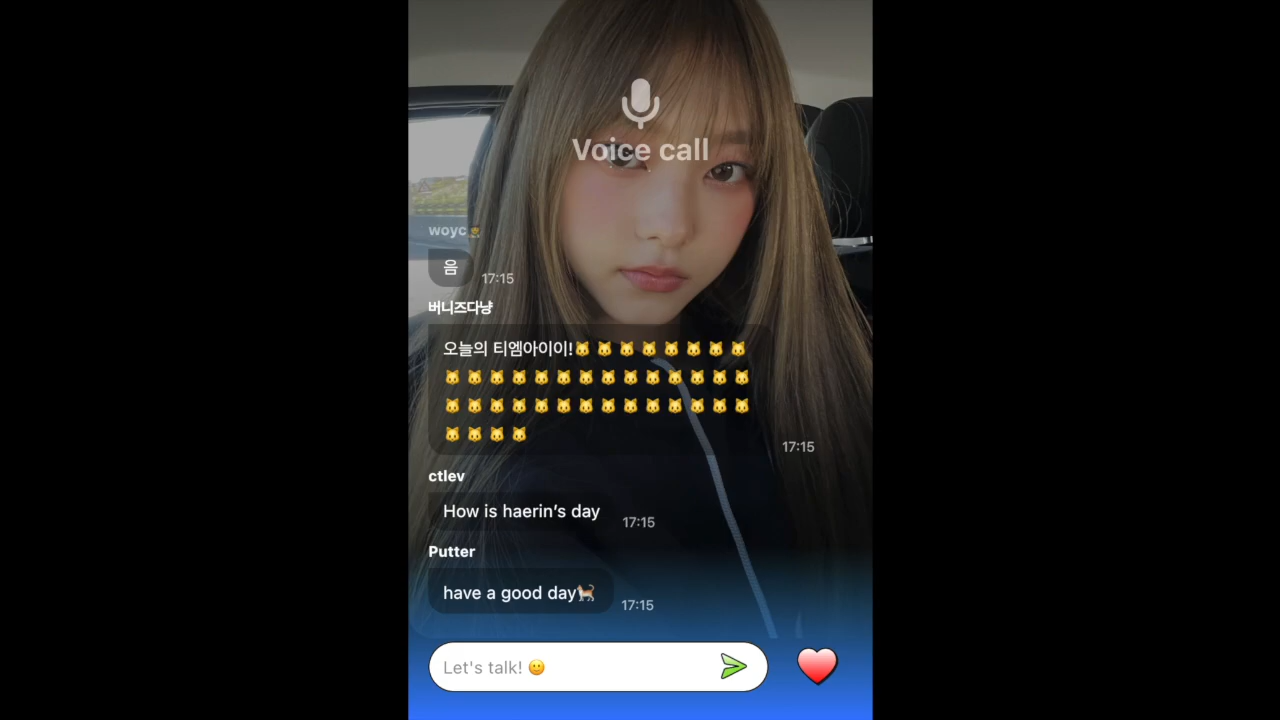 Voice call
woyc
음
17:15
버니즈다냥
오늘의 티엠아이이!🐱🐱🐱🐱🐱🐱🐱🐱
🐱🐱🐱🐱🐱🐱🐱🐱🐱🐱🐱🐱🐱🐱
🐱🐱🐱🐱🐱🐱🐱🐱🐱🐱🐱🐱🐱🐱
🐱🐱🐱🐱
17:15
ctlev
How is haerin’s day
17:15
Putter
have a good day🐈
17:15
Let's talk! 🙂